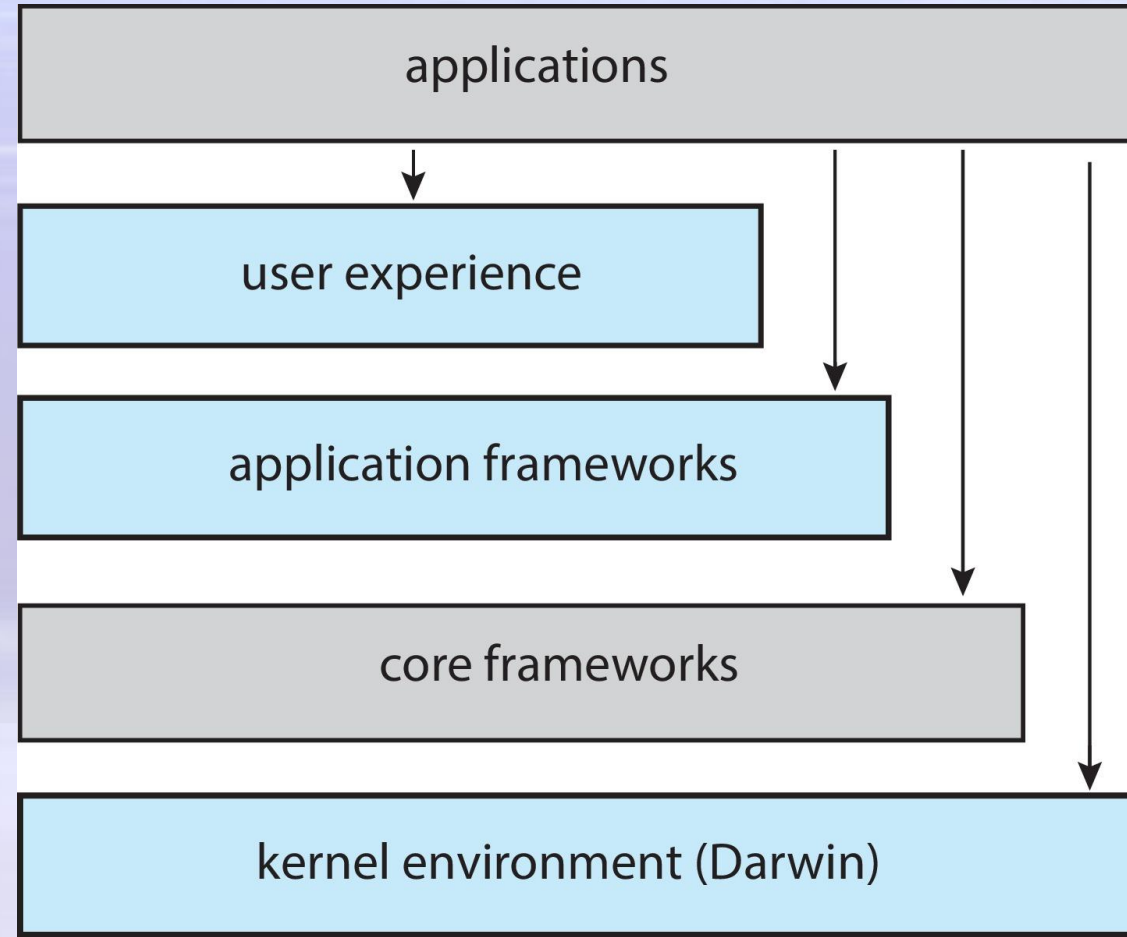 applications
user experience
application frameworks
core frameworks
kernel environment (Darwin)